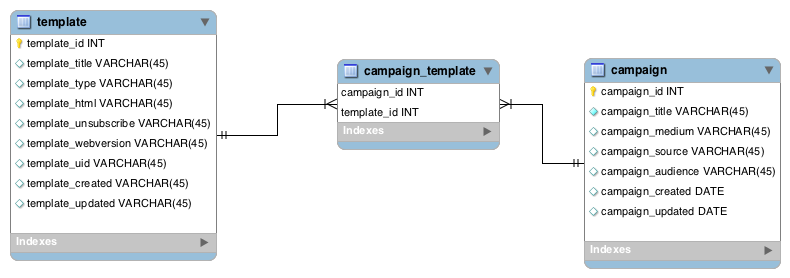 template
template_id INT
template_title VARCHAR(45)
template_type VARCHAR(45)
template_html VARCHAR(45)
template_unsubscribe VARCHAR(45)
template_webversion VARCHAR(45)
template_uid VARCHAR(45)
template_created VARCHAR(45)
template_updated VARCHAR(45)
Indexes
campaign_template
campaign_id INT
template_id INT
Indexes
campaign
campaign_id INT
campaign_title VARCHAR(45)
campaign_medium VARCHAR(45)
campaign_source VARCHAR(45)
campaign_audience VARCHAR(45)
campaign_created DATE
campaign_updated DATE
Indexes